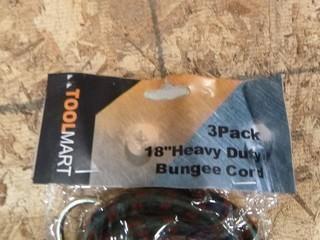 TOOLMART
3Pack
18"Heavy Duty
Bungee Cord